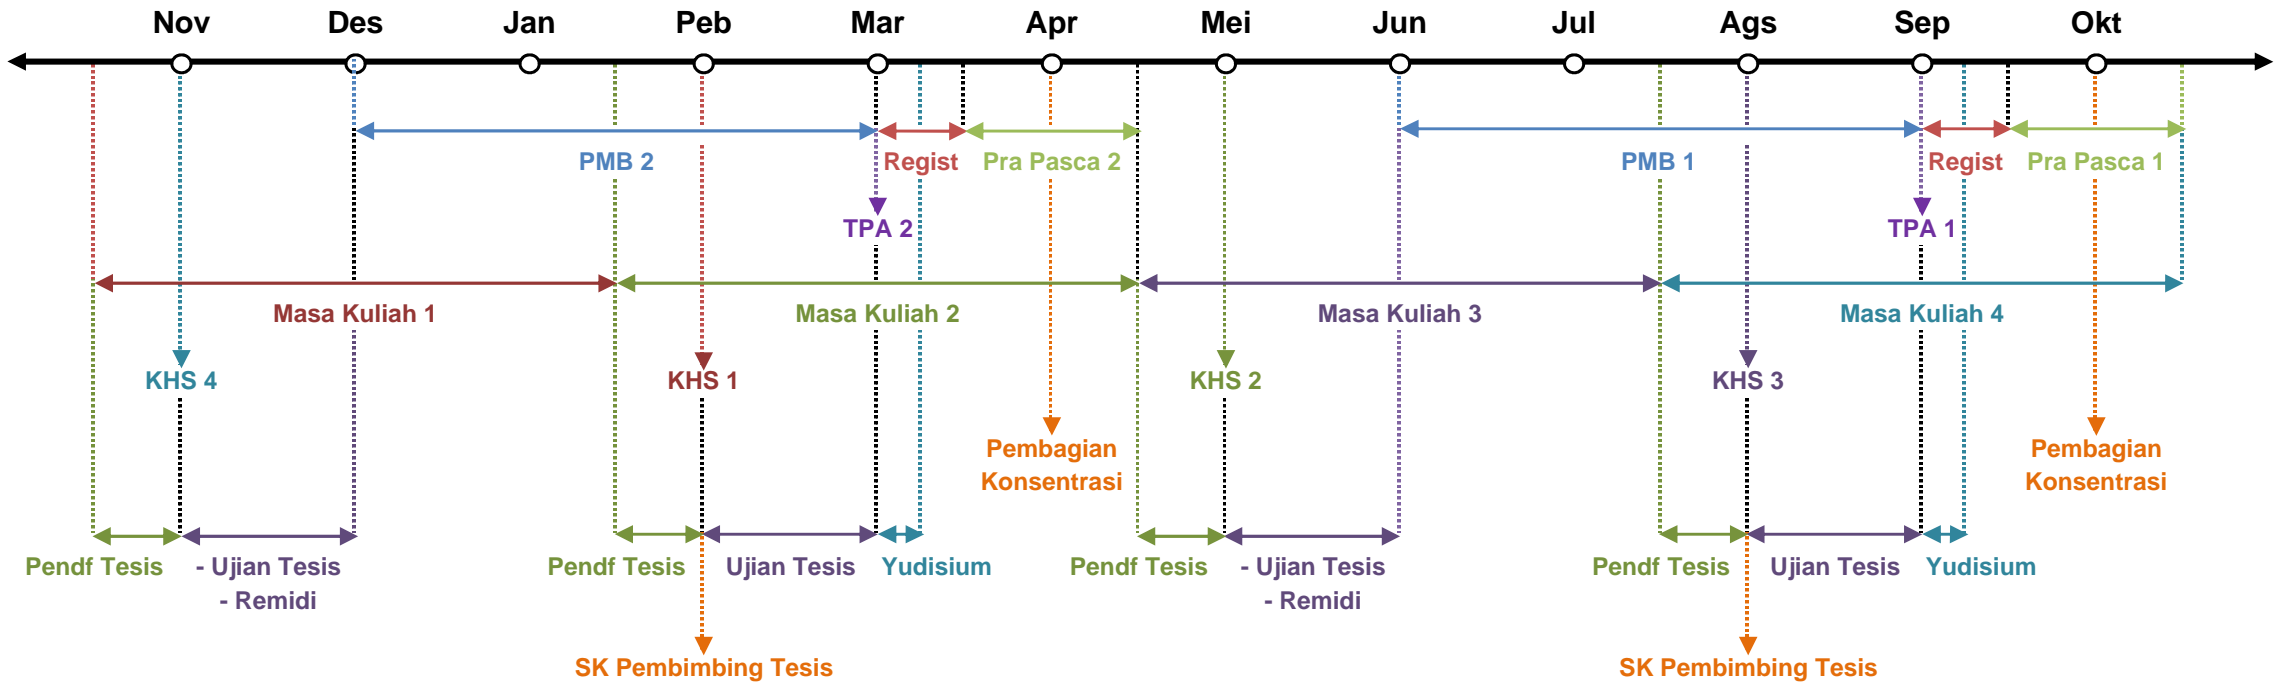 Nov Des Jan Peb Mar Apr Mei Jun Jul Ags Sep Okt
PMB 2 Regist Pra Pasca 2 PMB 1 Regist Pra Pasca 1
TPA 2 TPA 1
Masa Kuliah 1 Masa Kuliah 2 Masa Kuliah 3 Masa Kuliah 4
KHS 4 KHS 1 KHS 2 KHS 3
Pembagian Pembagian
Konsentrasi Konsentrasi
Pendf Tesis - Ujian Tesis Pendf Tesis Ujian Tesis Yudisium Pendf Tesis - Ujian Tesis Pendf Tesis Ujian Tesis Yudisium
- Remidi - Remidi
SK Pembimbing Tesis SK Pembimbing Tesis